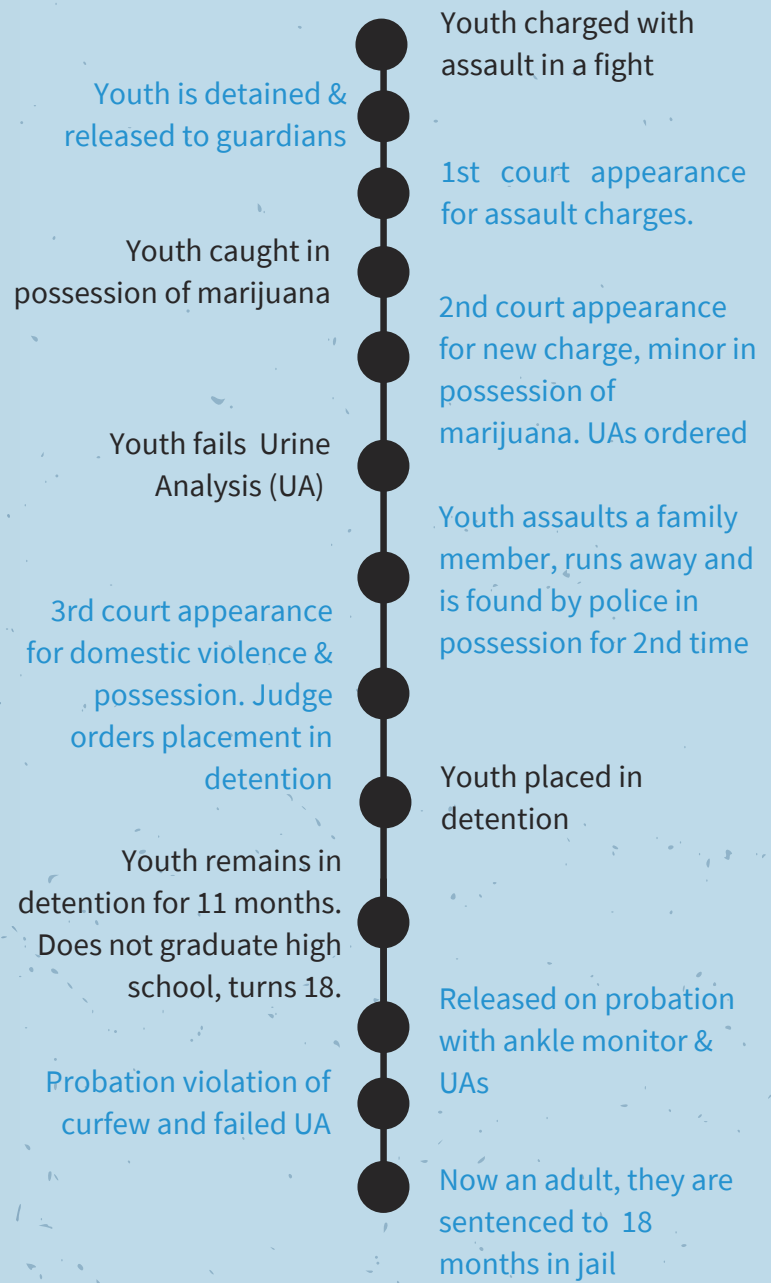 Youth charged with
assault in a fight
Youth is detained &
released to guardians
1st court appearance
for assault charges.
Youth caught in
possession of marijuana
2nd court appearance
for new charge, minor in
possession of
marijuana. UAs ordered
Youth fails Urine
Analysis (UA)
Youth assaults a family
member, runs away and
is found by police in
possession for 2nd time
3rd court appearance
for domestic violence &
possession. Judge
orders placement in
detention
Youth placed in
detention
Youth remains in
detention for 11 months.
Does not graduate high
school, turns 18.
Released on probation
with ankle monitor &
UAs
Probation violation of
curfew and failed UA
Now an adult, they are
sentenced to 18
months in jail